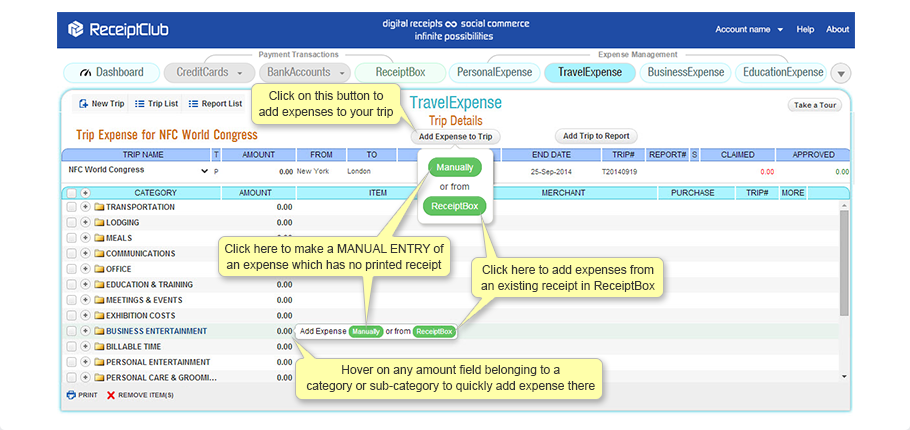 ReceiptClub
digital receipts ∞ social commerce
infinite possibilities
Account name
Help
About
Payment Transactions
Expense Management
Dashboard
CreditCards
BankAccounts
ReceiptBox
PersonalExpense
TravelExpense
BusinessExpense
EducationExpense
New Trip
Trip List
Report List
Click on this button to
add expenses to your trip
TravelExpense
Trip Details
Take a Tour
Trip Expense for NFC World Congress
Add Expense to Trip
Add Trip to Report
TRIP NAME T AMOUNT FROM TO END DATE TRIP# REPORT# S CLAIMED APPROVED
NFC World Congress P 0.00 New York London 25-Sep-2014 T20140919 0.00 0.00
Manually
or from
ReceiptBox
CATEGORY AMOUNT ITEM MERCHANT PURCHASE TRIP# MORE
TRANSPORTATION 0.00
LODGING 0.00
MEALS 0.00
COMMUNICATIONS 0.00
OFFICE 0.00
EDUCATION & TRAINING 0.00
MEETINGS & EVENTS 0.00
EXHIBITION COSTS 0.00
BUSINESS ENTERTAINMENT 0.00
BILLABLE TIME 0.00
PERSONAL ENTERTAINMENT 0.00
PERSONAL CARE & GROOMI... 0.00
Click here to make a MANUAL ENTRY of
an expense which has no printed receipt
Click here to add expenses from
an existing receipt in ReceiptBox
Add Expense Manually or from ReceiptBox
Hover on any amount field belonging to a
category or sub-category to quickly add expense there
PRINT
REMOVE ITEM(S)